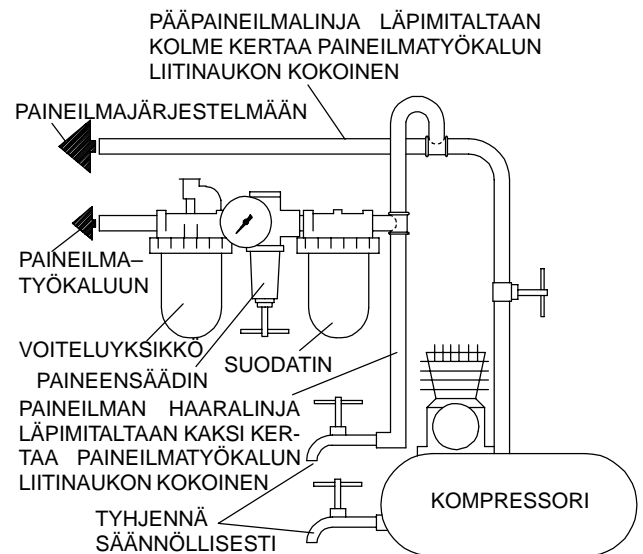 PÄÄPAINEILMALINJA LÄPIMITALTAAN
KOLME KERTAA PAINEILMATYÖKALUN
LIITINAUKON KOKOINEN
PAINEILMAJÄRJESTELMÄÄN
PAINEILMA–
TYÖKALUUN
VOITELUYKSIKKÖ
SUODATIN
PAINEENSÄÄDIN
PAINEILMAN HAARALINJA
LÄPIMITALTAAN KAKSI KER-
TAA PAINEILMATYÖKALUN
LIITINAUKON KOKOINEN
KOMPRESSORI
TYHJENNÄ
SÄÄNNÖLLISESTI